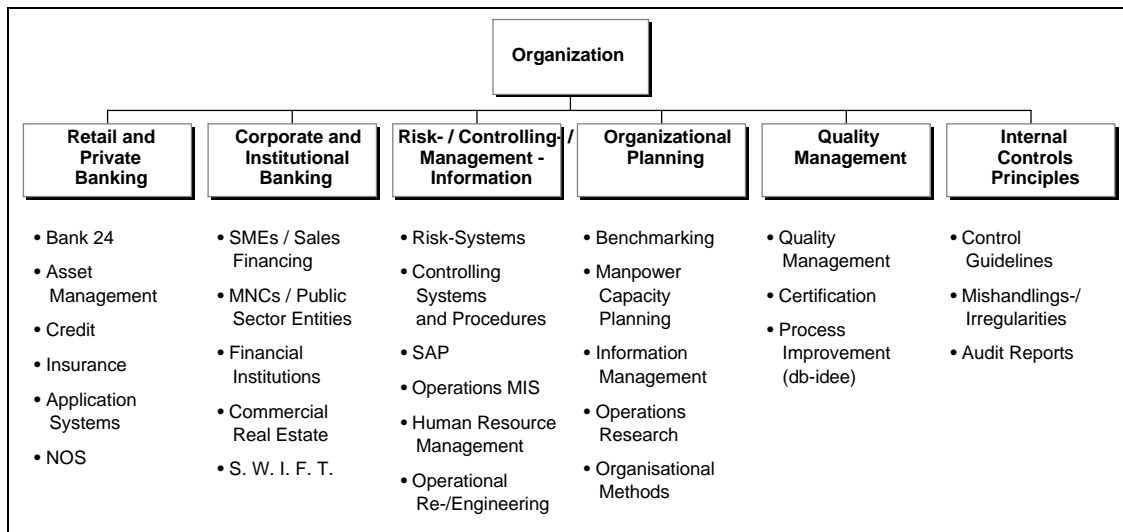 Organization
Retail and
Private
Banking
• Bank 24
• Asset
Management
• Credit
• Insurance
• Application
Systems
• NOS
Corporate and
Institutional
Banking
• SMEs / Sales
Financing
• MNCs / Public
Sector Entities
• Financial
Institutions
• Commercial
Real Estate
• S. W. I. F. T.
Risk- / Controlling- /
Management -
Information
• Risk-Systems
• Controlling
Systems
and Procedures
• SAP
• Operations MIS
• Human Resource
Management
• Operational
Re-/Engineering
Organizational
Planning
• Benchmarking
• Manpower
Capacity
Planning
• Information
Management
• Operations
Research
• Organisational
Methods
Quality
Management
• Quality
Management
• Certification
• Process
Improvement
(db-idee)
Internal
Controls
Principles
• Control
Guidelines
• Mishandlings-/
Irregularities
• Audit Reports